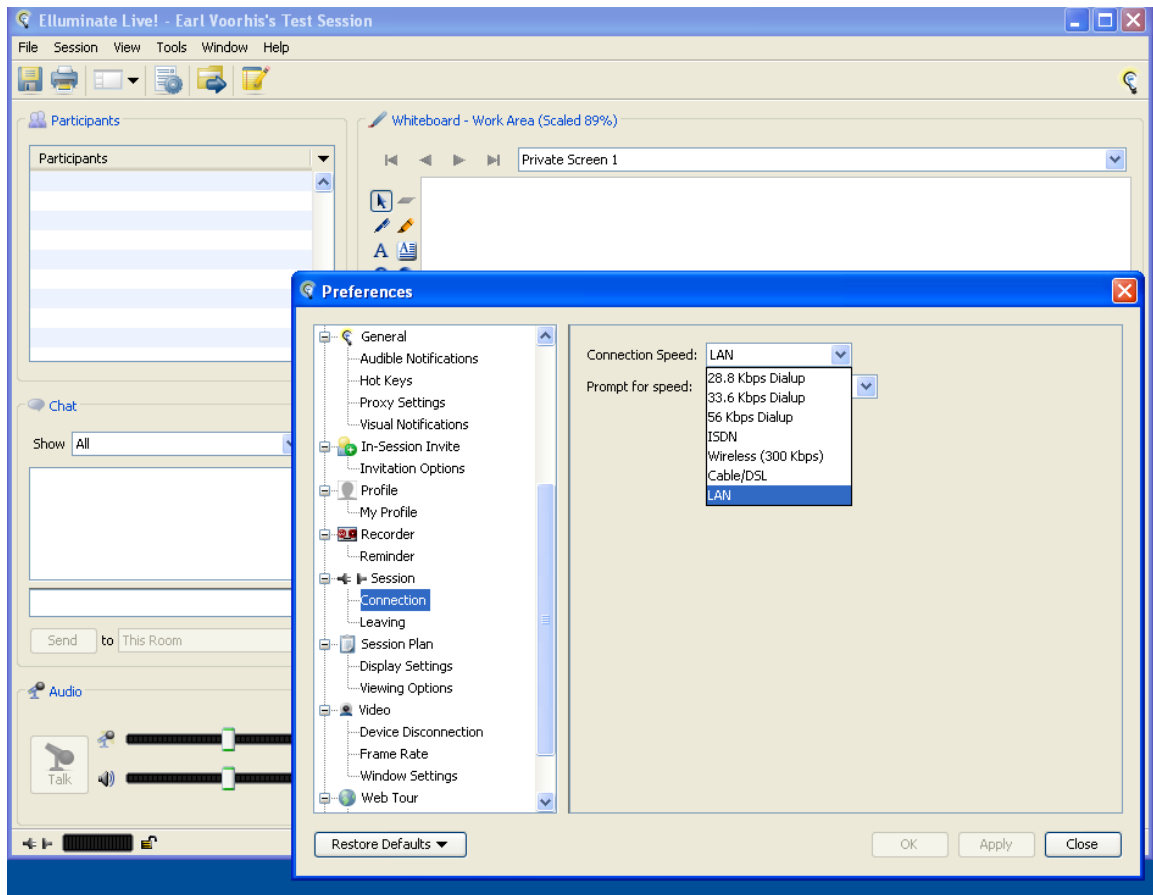 Elluminate Live! - Earl Voorhis's Test Session
File Session View Tools Window Help
Participants
Participants
Whiteboard - Work Area (Scaled 89%)
Private Screen 1
A A
Chat
Show All
Send to This Room
Audio
Talk
Preferences
General
Audible Notifications
Hot Keys
Proxy Settings
Visual Notifications
In-Session Invite
Invitation Options
Profile
My Profile
Recorder
Reminder
Session
Connection
Leaving
Session Plan
Display Settings
Viewing Options
Video
Device Disconnection
Frame Rate
Window Settings
Web Tour
Connection Speed: LAN
Prompt for speed:
28.8 Kbps Dialup
33.6 Kbps Dialup
56 Kbps Dialup
ISDN
Wireless (300 Kbps)
Cable/DSL
LAN
Restore Defaults OK Apply Close